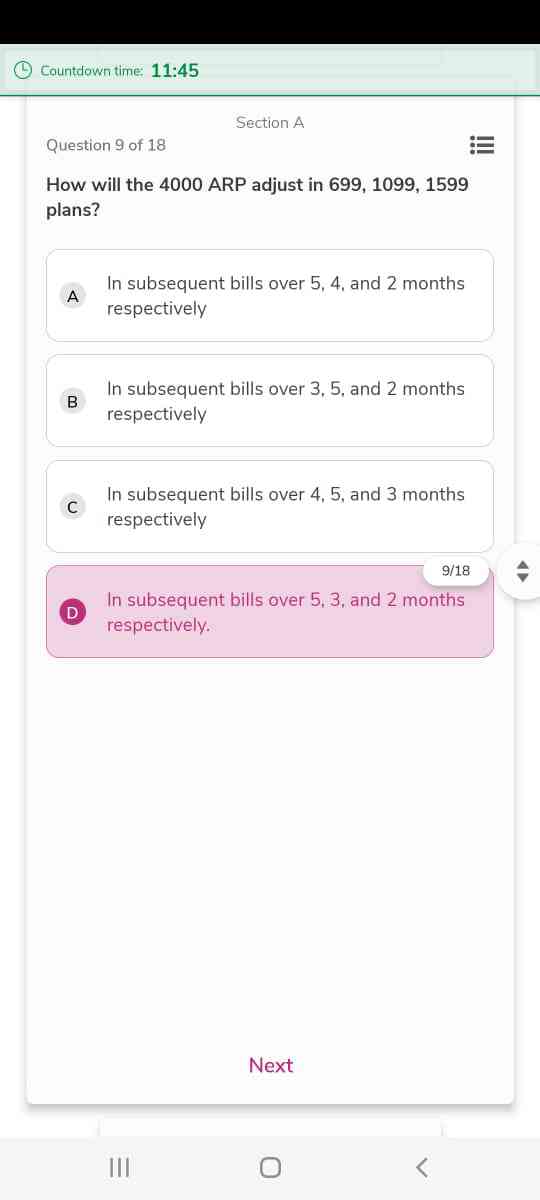 Countdown time: 11:45
Section A
Question 9 of 18
How will the 4000 ARP adjust in 699, 1099, 1599
plans?
A
In subsequent bills over 5, 4, and 2 months
respectively
B
In subsequent bills over 3, 5, and 2 months
respectively
C
In subsequent bills over 4, 5, and 3 months
respectively
9/18
D
In subsequent bills over 5, 3, and 2 months
respectively.
Next